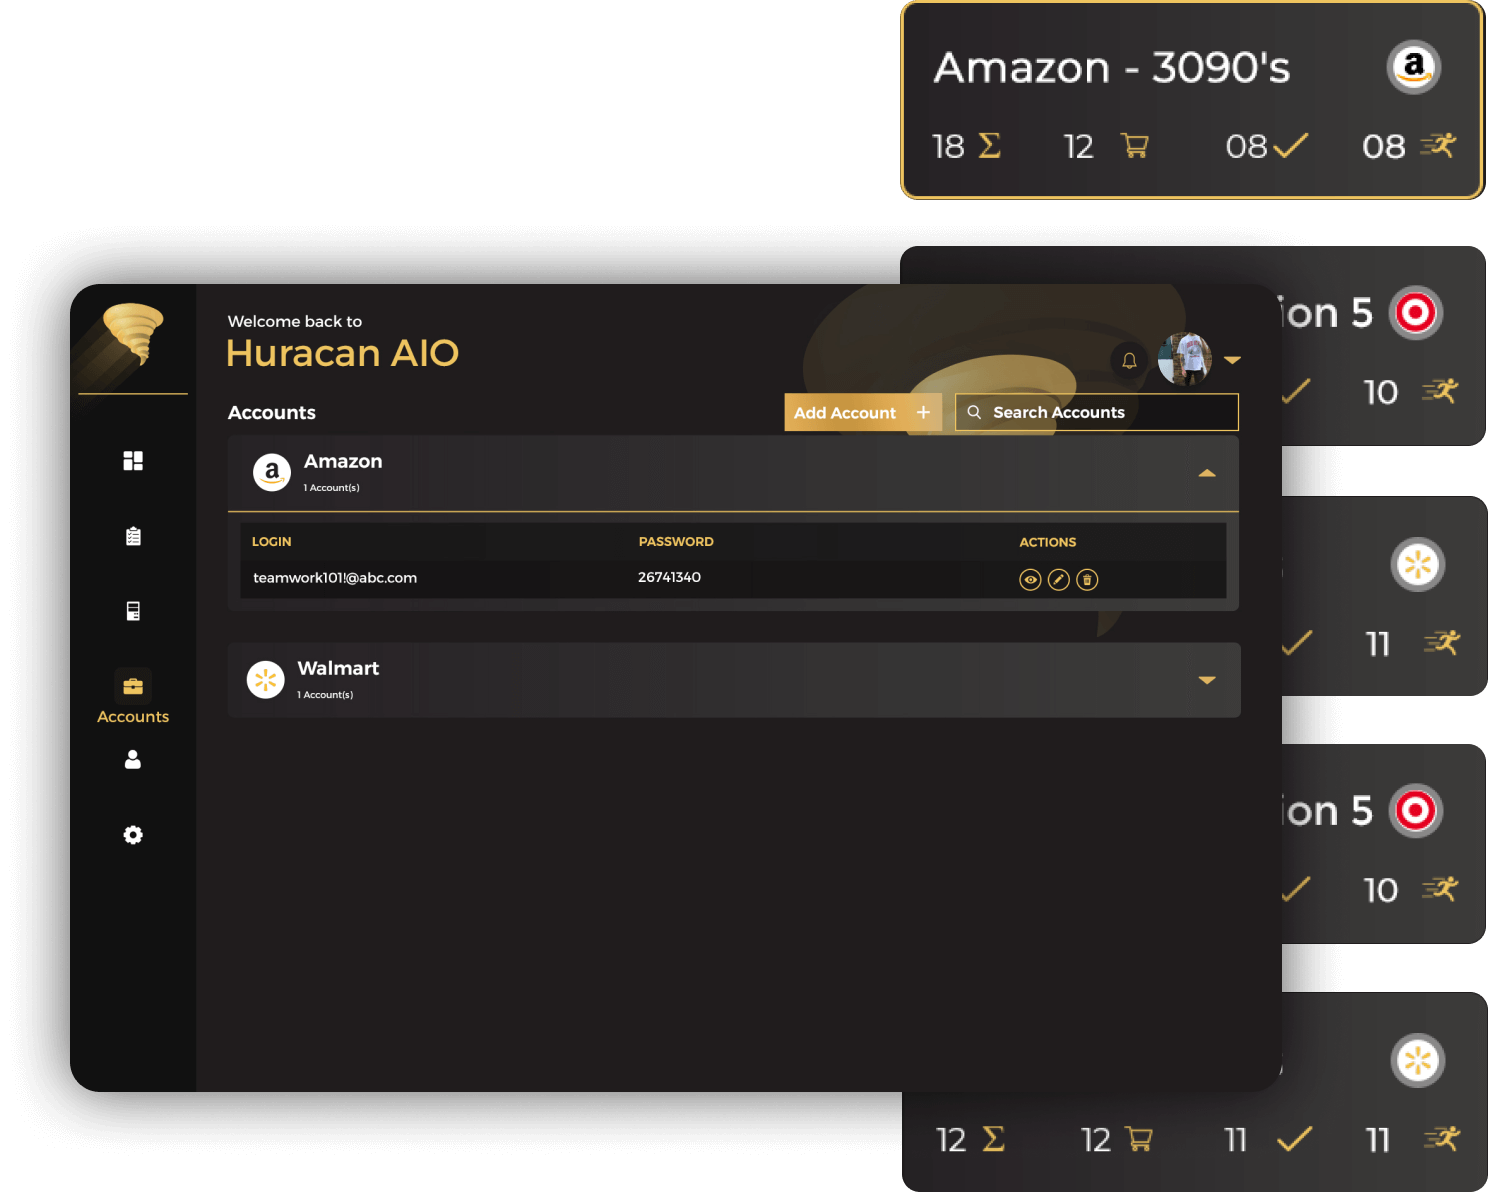 Amazon - 3090's
a
18 Σ 12 08 08
ion 5
10
Welcome back to
Huracan AIO
Accounts
Add Account +
Search Accounts
a
Amazon
1 Account(s)
LOGIN PASSWORD ACTIONS
teamwork101!@abc.com 26741340
11
Walmart
1 Account(s)
Accounts
ion 5
10
12 Σ 12 11 11